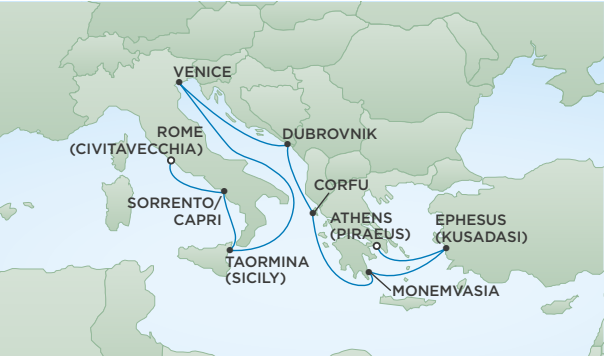 VENICE
ROME
(CIVITAVECCHIA)
DUBROVNIK
SORRENTO/
CAPRI
CORFU
ATHENS
(PIRAEUS)
EPHESUS
(KUSADASI)
TAORMINA
(SICILY)
MONEMVASIA